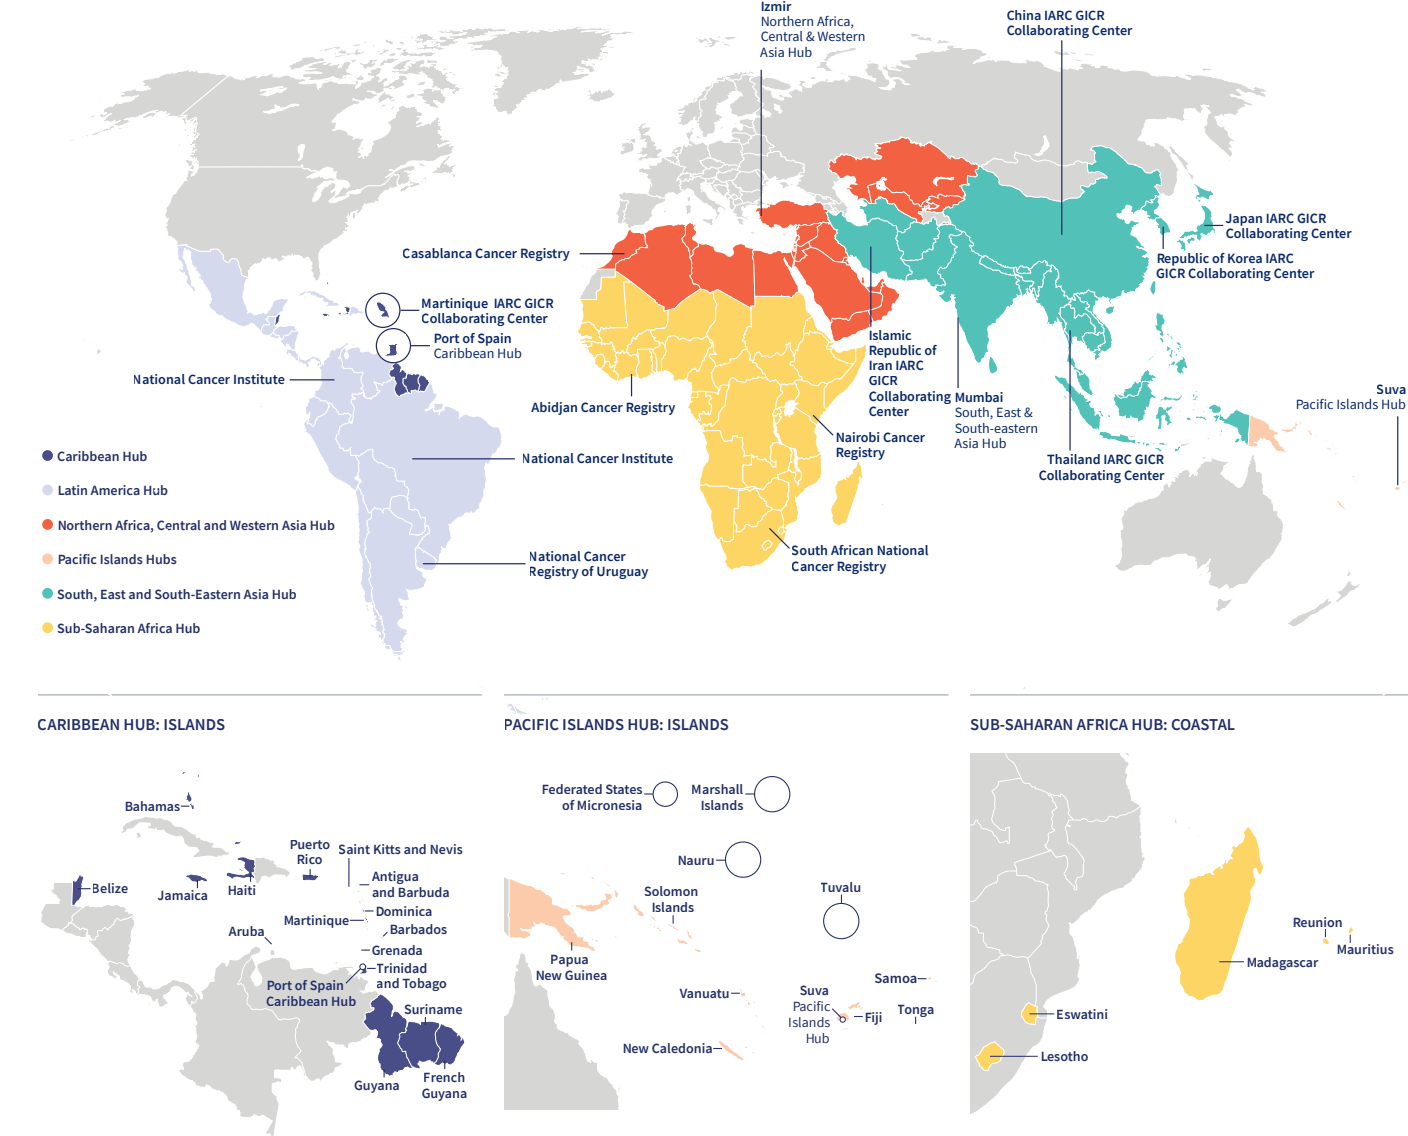 Izmir
Northern Africa,
Central & Western
Asia Hub
China IARC GICR
Collaborating Center
Japan IARC GICR
Collaborating Center
Republic of Korea IARC
GICR Collaborating Center
Casablanca Cancer Registry
Martinique IARC GICR
Collaborating Center
Port of Spain
Caribbean Hub
National Cancer Institute
Abidjan Cancer Registry
Islamic
Republic of
Iran IARC
GICR
Collaborating
Center
Mumbai
South, East &
South-eastern
Asia Hub
Suva
Pacific Islands Hub
Nairobi Cancer
Registry
National Cancer Institute
Thailand IARC GICR
Collaborating Center
South African National
Cancer Registry
National Cancer
Registry of Uruguay
Caribbean Hub
Latin America Hub
Northern Africa, Central and Western Asia Hub
Pacific Islands Hubs
South, East and South-Eastern Asia Hub
Sub-Saharan Africa Hub
CARIBBEAN HUB: ISLANDS
Bahamas
Puerto
Rico
Saint Kitts and Nevis
Belize
Jamaica
Haiti
Antigua
and Barbuda
Martinique
Dominica
Barbados
Aruba
Grenada
Trinidad
and Tobago
Port of Spain
Caribbean Hub
Suriname
Guyana
French
Guyana
PACIFIC ISLANDS HUB: ISLANDS
Federated States
of Micronesia
Marshall
Islands
Nauru
Solomon
Islands
Tuvalu
Papua
New Guinea
Samoa
Vanuatu
Suva
Pacific
Islands
Hub
Fiji
Tonga
New Caledonia
SUB-SAHARAN AFRICA HUB: COASTAL
Reunion
Mauritius
Madagascar
Eswatini
Lesotho